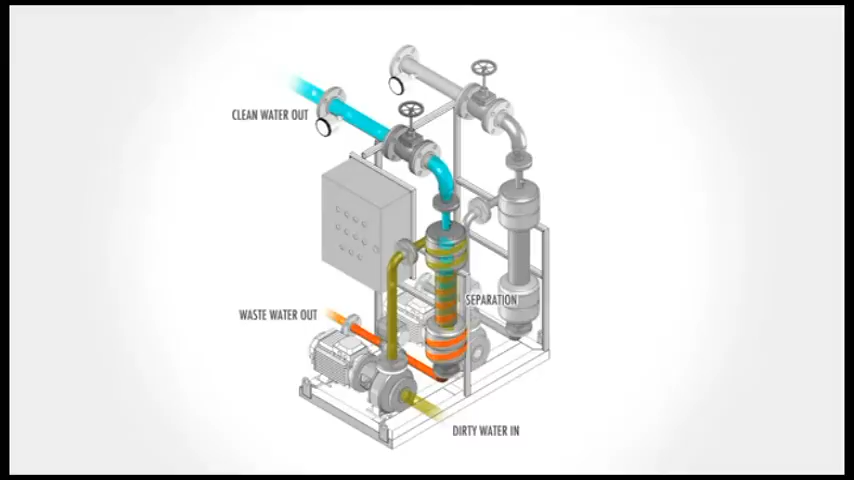 CLEAN WATER OUT
SEPARATION
WASTE WATER OUT
DIRTY WATER IN